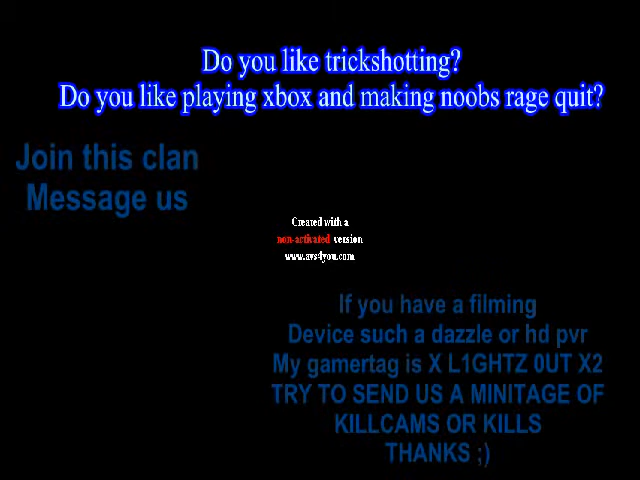 Do you like trickshotting?
Do you like playing xbox and making noobs rage quit?
Join this clan
Message us
Created with a
non-activated version
www.avs4you.com
If you have a filming
Device such a dazzle or hd pvr
My gamertag is X L1GHTZ 0UT X2
TRY TO SEND US A MINITAGE OF
KILLCAMS OR KILLS
THANKS ;)